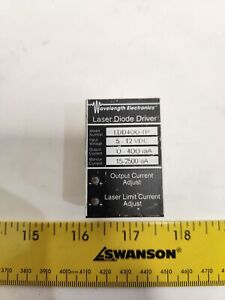 Wavelength Electronics
Laser Diode Driver
Model Number LDD400-1P
Input Voltage 5 - 12 VDC
Output Current 0 - 400 mA
Monitor Current 15-2500 uA
Output Current Adjust
Laser Limit Current Adjust
15 16 17 18
SWANSON